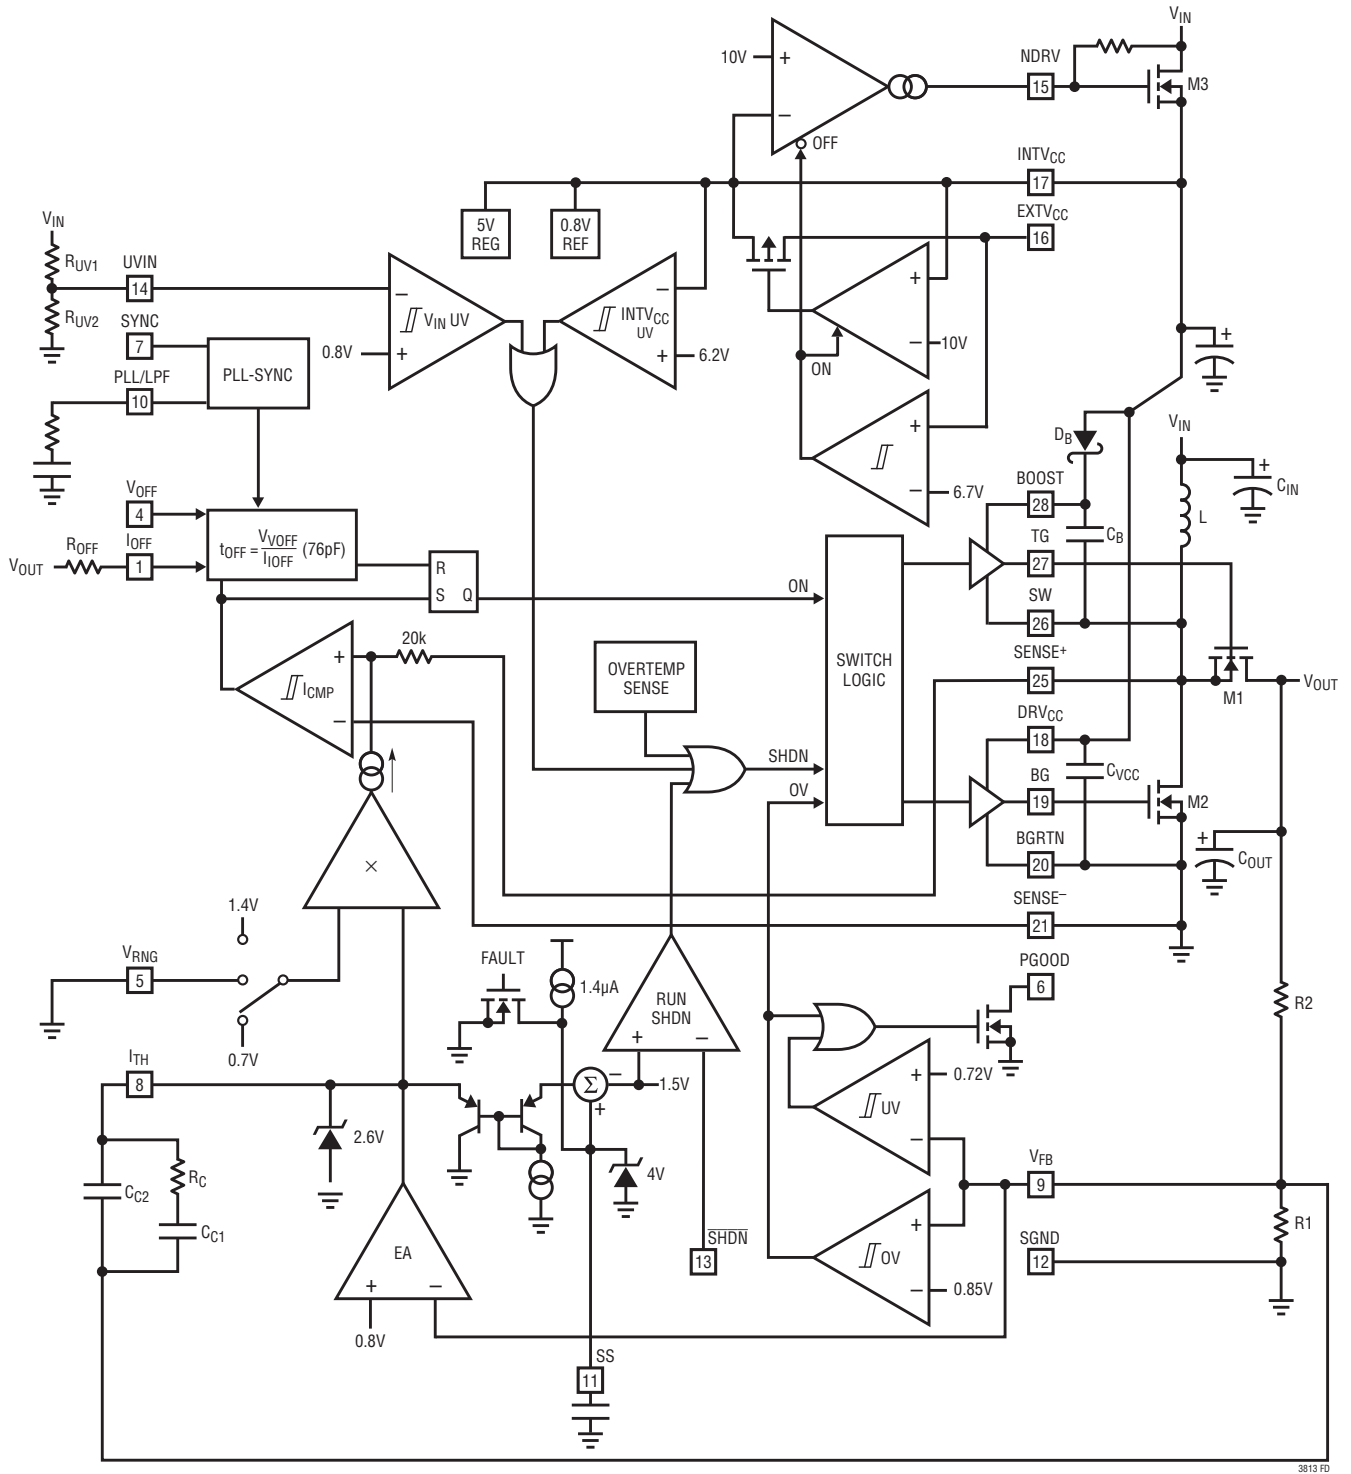 VIN
10V
+
NDRV
15
M3
−
OFF
INTVCC
17
EXTVCC
16
5V
REG
0.8V
REF
VIN
RUV1
UVIN
14
RUV2
SYNC
7
PLL/LPF
10
PLL-SYNC
−
VIN UV
0.8V
+
−
INTVCC
UV
+
6.2V
+
−
10V
ON
+
−
6.7V
+
DB
VIN
+
CIN
L
BOOST
28
CB
TG
27
SW
26
SENSE+
25
M1
VOUT
VOFF
4
VOUT
ROFF
IOFF
1
tOFF = VVOFF
IIOFF
(76pF)
R
S Q
ON
20k
+
ICMP
−
OVERTEMP
SENSE
SWITCH
LOGIC
SHDN
OV
DRVCC
18
CVCC
BG
19
M2
BGRTN
20
+
COUT
SENSE−
21
×
1.4V
VRNG
5
0.7V
FAULT
1.4µA
RUN
SHDN
+ −
PGOOD
6
R2
ITH
8
2.6V
Σ
−
1.5V
+
4V
+
0.72V
UV
−
VFB
9
RC
CC2
CC1
EA
+ −
0.8V
SHDN
13
+
OV
−
0.85V
SGND
12
R1
SS
11
3813 FD